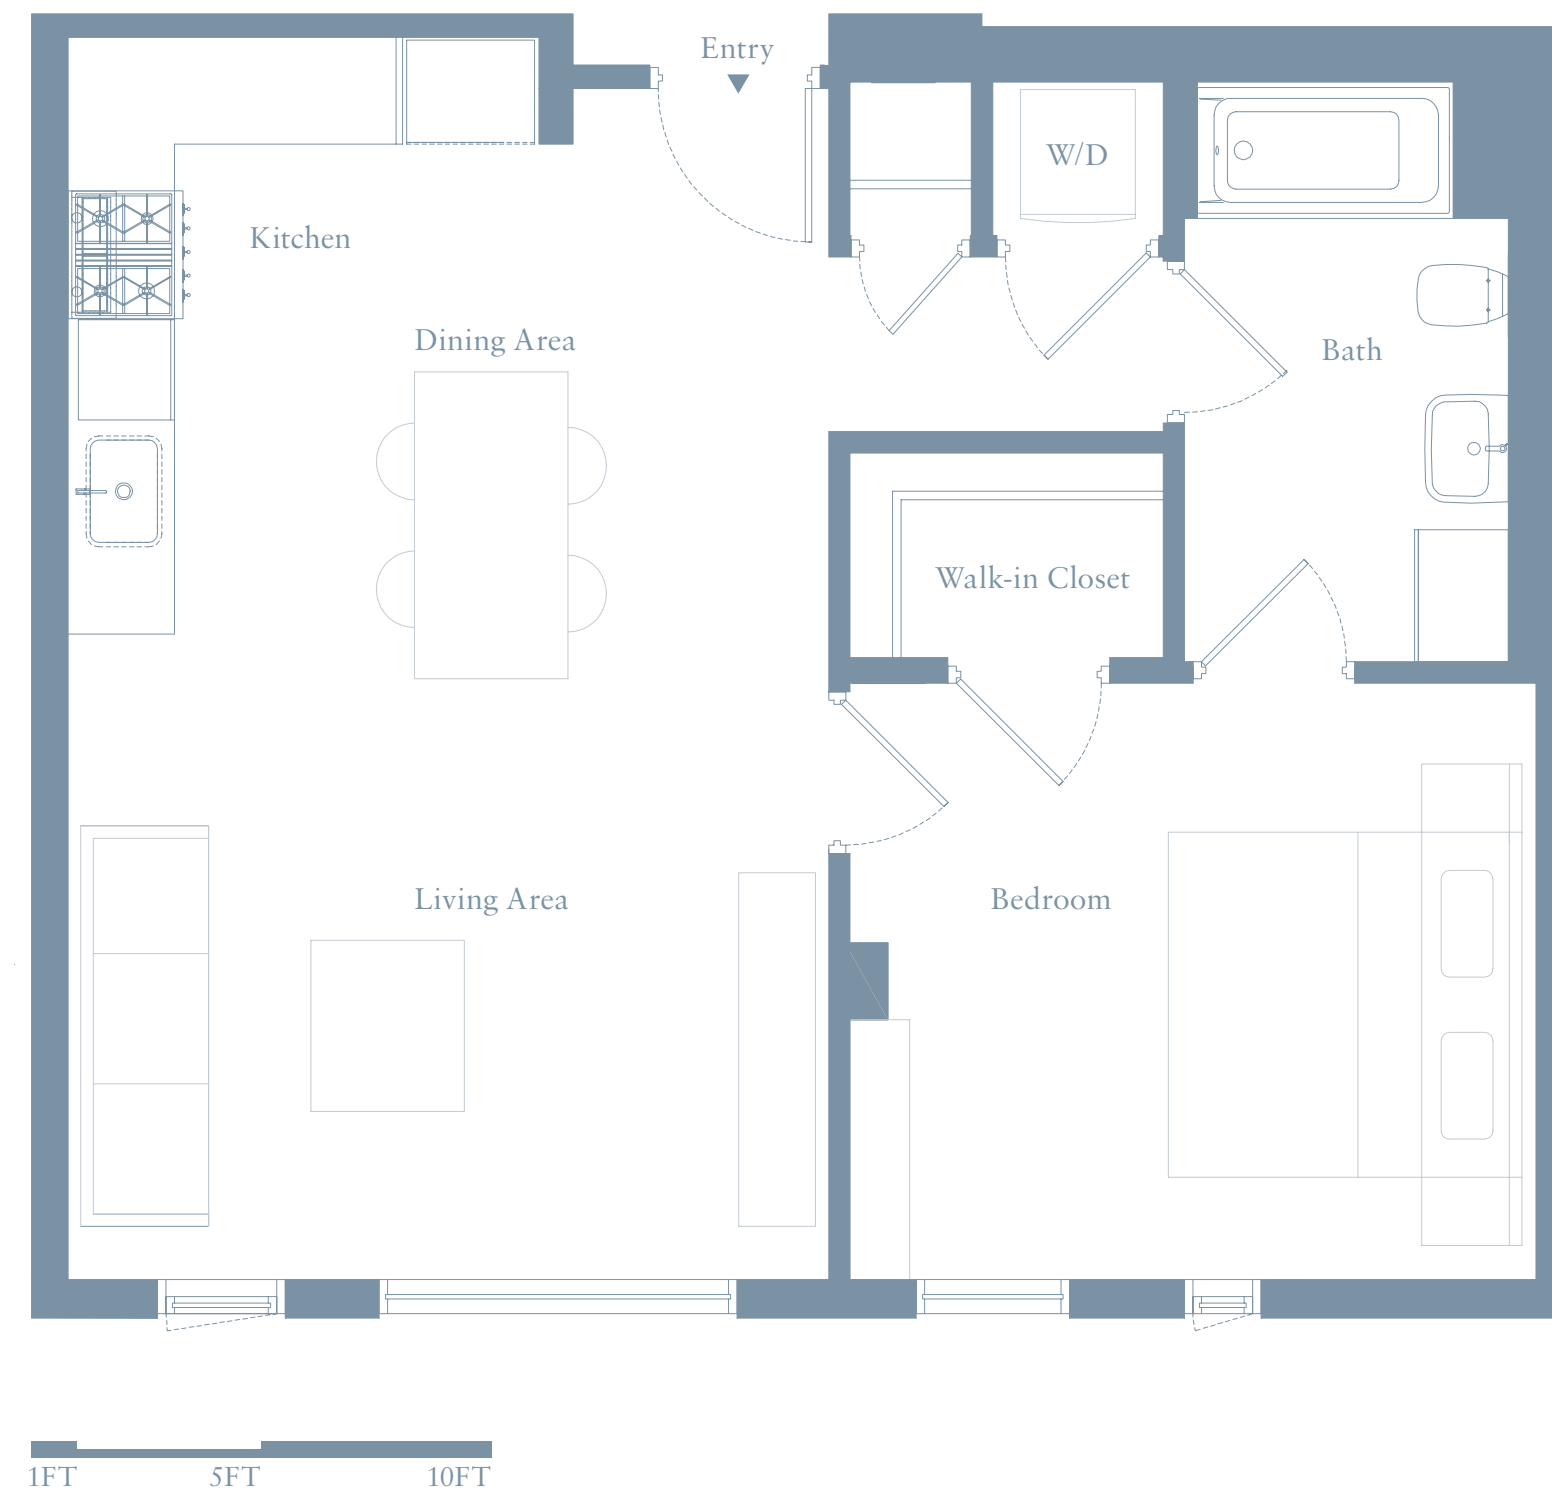 Entry
W/D
Kitchen
Dining Area
Bath
Walk-in Closet
Living Area
Bedroom
1FT 5FT 10FT